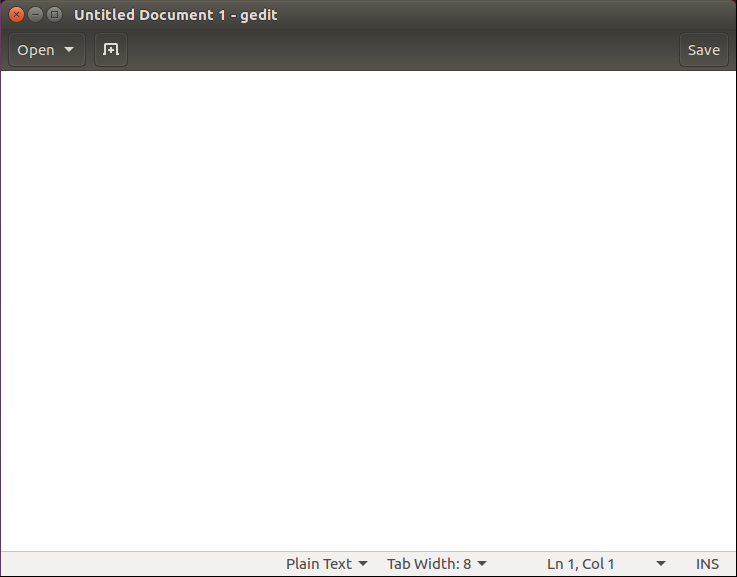 Untitled Document 1 - gedit
Open Save
Plain Text Tab Width: 8 Ln 1, Col 1 INS